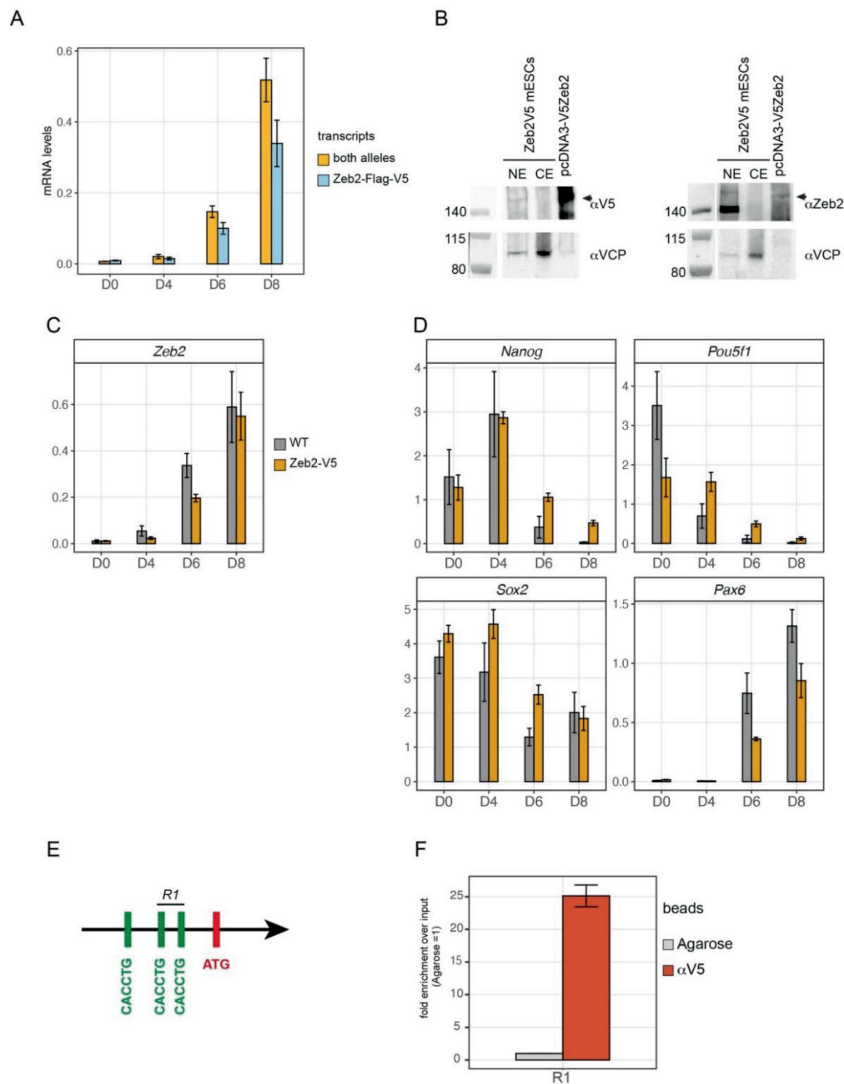 A
0.6
0.4
0.2
0.0
mRNA levels
D0 D4 D6 D8
transcripts
both alleles
Zeb2-Flag-V5
B
Zeb2V5 mESCs
pcDNA3-V5Zeb2
NE CE
140
αV5
115
80
αVCP
Zeb2V5 mESCs
pcDNA3-V5Zeb2
NE CE
140
αZeb2
115
80
αVCP
C
Zeb2
0.6
0.4
0.2
0.0
D0 D4 D6 D8
WT
Zeb2-V5
D
Nanog
4
3
2
1
0
D0 D4 D6 D8
Pou5f1
4
3
2
1
0
D0 D4 D6 D8
Sox2
5
4
3
2
1
0
D0 D4 D6 D8
Pax6
1.5
1.0
0.5
0.0
D0 D4 D6 D8
E
R1
CACCTG
CACCTG
CACCTG
ATG
F
fold enrichment over input
(Agarose =1)
25
20
15
10
5
0
R1
beads
Agarose
αV5